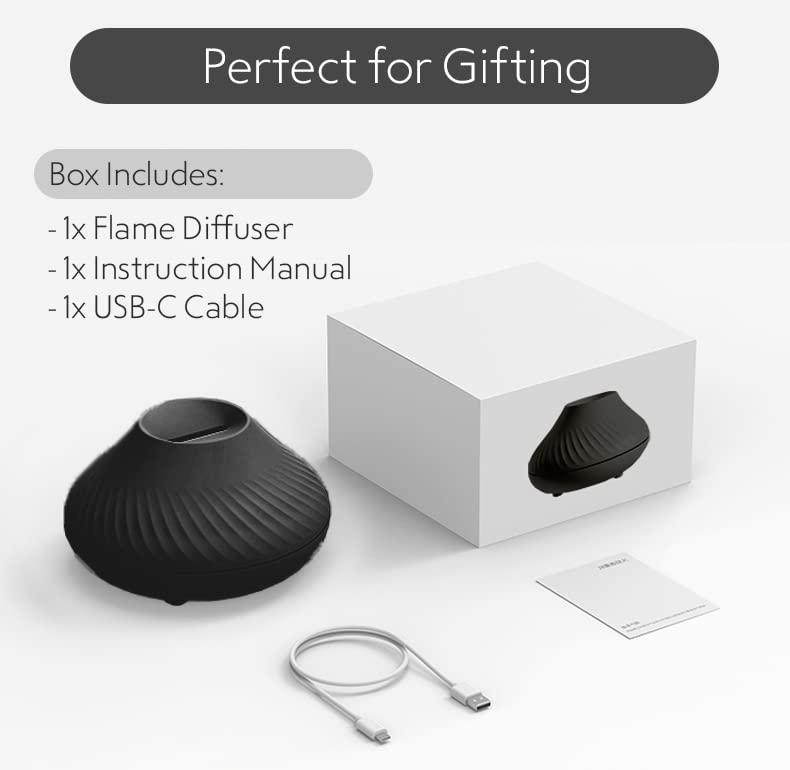 Perfect for Gifting
Box Includes:
- 1x Flame Diffuser
- 1x Instruction Manual
- 1x USB-C Cable